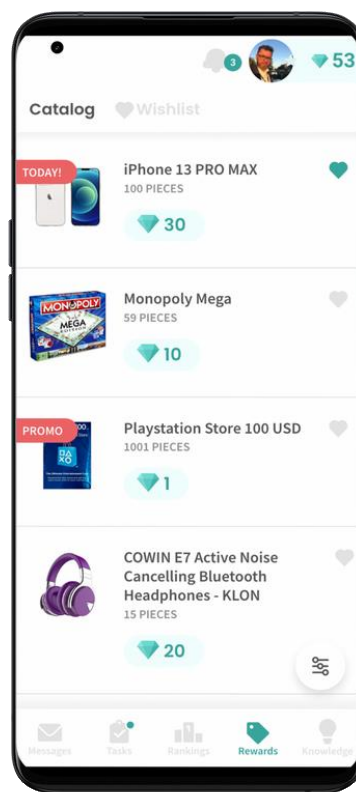 3
53
Catalog
Wishlist
TODAY!
iPhone 13 PRO MAX
100 PIECES
30
MONOPOLY
MEGA
Monopoly Mega
59 PIECES
10
PROMO
Playstation Store 100 USD
1001 PIECES
1
COWIN E7 Active Noise
Cancelling Bluetooth
Headphones - KLON
15 PIECES
20
Messages
Tasks
Rankings
Rewards
Knowledge